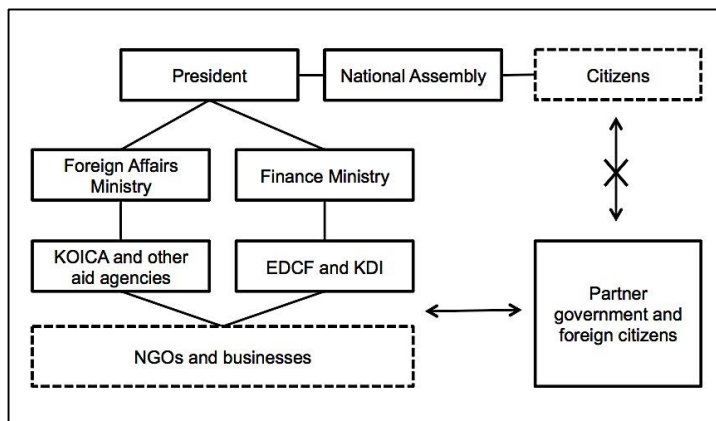 President
National Assembly
Citizens
Foreign Affairs
Ministry
Finance Ministry
KOICA and other
aid agencies
EDCF and KDI
Partner
government and
foreign citizens
NGOs and businesses